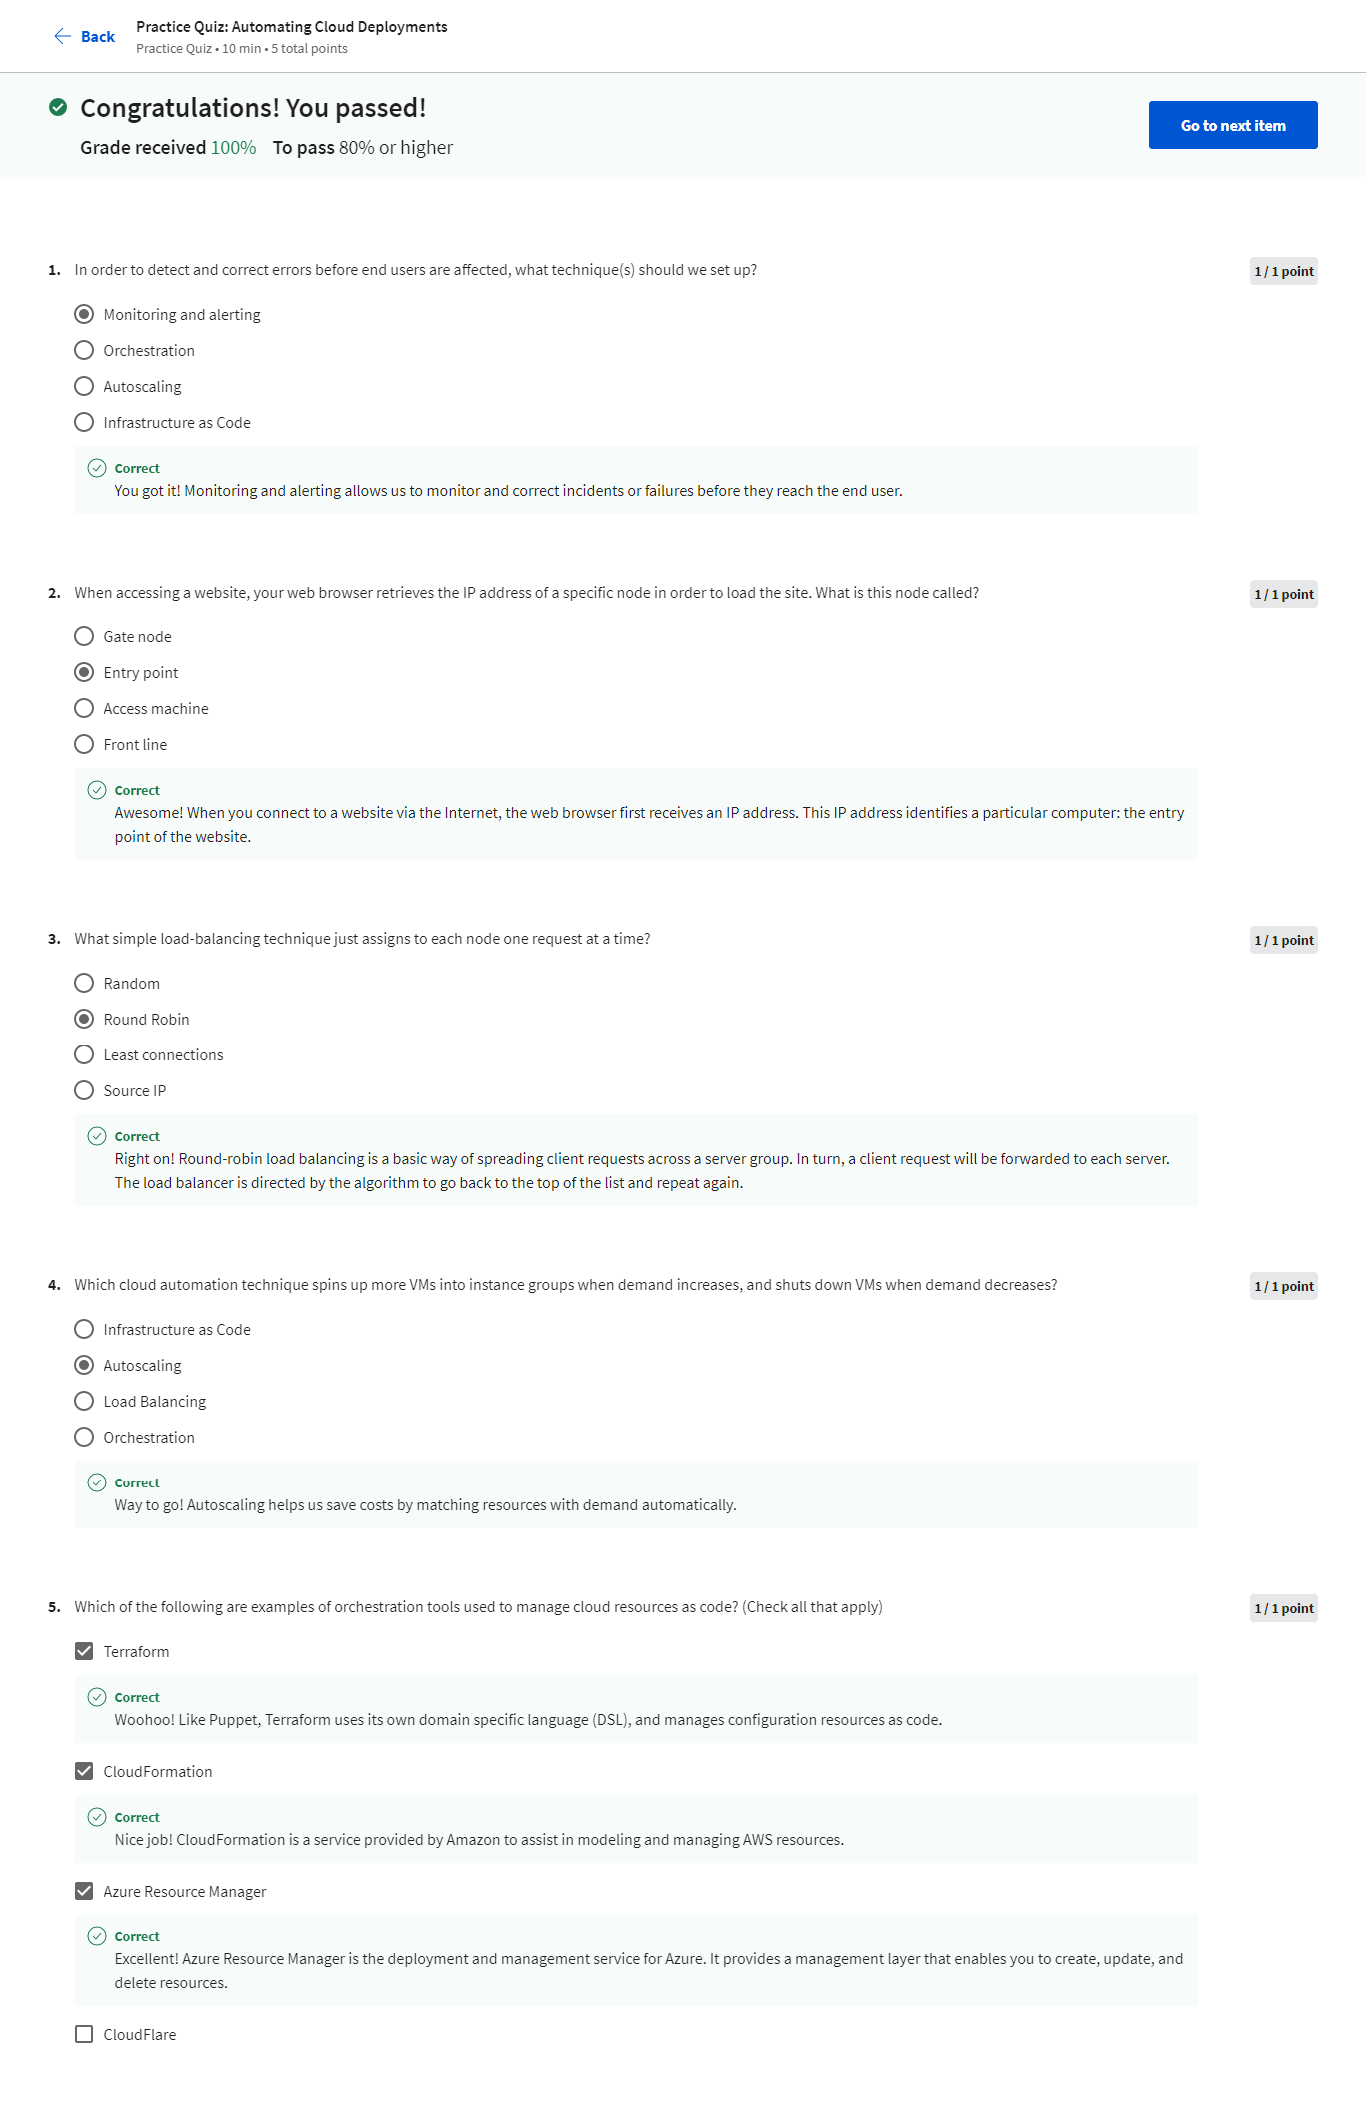 Back
Practice Quiz: Automating Cloud Deployments
Practice Quiz • 10 min • 5 total points
Congratulations! You passed!
Grade received 100% To pass 80% or higher
Go to next item
1. In order to detect and correct errors before end users are affected, what technique(s) should we set up?
1 / 1 point
Monitoring and alerting
Orchestration
Autoscaling
Infrastructure as Code
Correct
You got it! Monitoring and alerting allows us to monitor and correct incidents or failures before they reach the end user.
2. When accessing a website, your web browser retrieves the IP address of a specific node in order to load the site. What is this node called?
1 / 1 point
Gate node
Entry point
Access machine
Front line
Correct
Awesome! When you connect to a website via the Internet, the web browser first receives an IP address. This IP address identifies a particular computer: the entry
point of the website.
3. What simple load-balancing technique just assigns to each node one request at a time?
1 / 1 point
Random
Round Robin
Least connections
Source IP
Correct
Right on! Round-robin load balancing is a basic way of spreading client requests across a server group. In turn, a client request will be forwarded to each server.
The load balancer is directed by the algorithm to go back to the top of the list and repeat again.
4. Which cloud automation technique spins up more VMs into instance groups when demand increases, and shuts down VMs when demand decreases?
1 / 1 point
Infrastructure as Code
Autoscaling
Load Balancing
Orchestration
Correct
Way to go! Autoscaling helps us save costs by matching resources with demand automatically.
5. Which of the following are examples of orchestration tools used to manage cloud resources as code? (Check all that apply)
1 / 1 point
Terraform
Correct
Woohoo! Like Puppet, Terraform uses its own domain specific language (DSL), and manages configuration resources as code.
CloudFormation
Correct
Nice job! CloudFormation is a service provided by Amazon to assist in modeling and managing AWS resources.
Azure Resource Manager
Correct
Excellent! Azure Resource Manager is the deployment and management service for Azure. It provides a management layer that enables you to create, update, and
delete resources.
CloudFlare